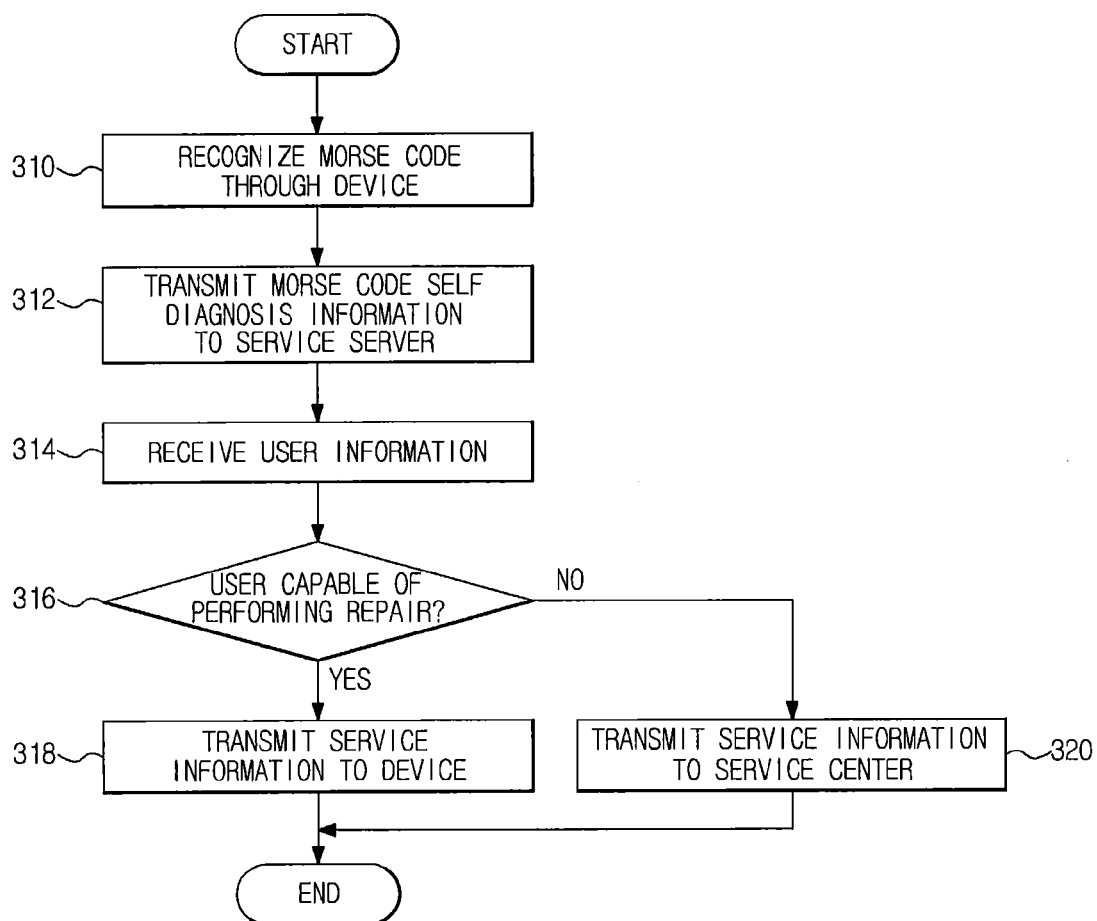 START
310
RECOGNIZE MORSE CODE
THROUGH DEVICE
312
TRANSMIT MORSE CODE SELF
DIAGNOSIS INFORMATION
TO SERVICE SERVER
314
RECEIVE USER INFORMATION
316
USER CAPABLE OF
PERFORMING REPAIR?
NO
YES
318
TRANSMIT SERVICE
INFORMATION TO DEVICE
TRANSMIT SERVICE INFORMATION
TO SERVICE CENTER
320
END